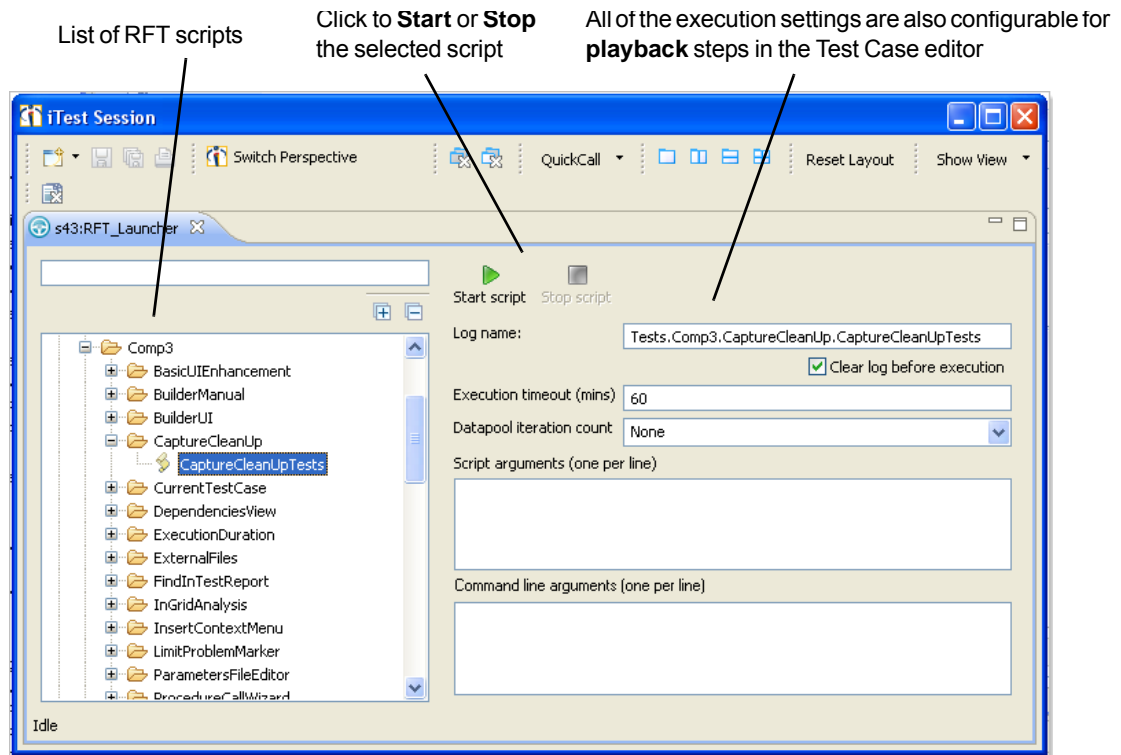 List of RFT scripts
Click to Start or Stop
the selected script
All of the execution settings are also configurable for
playback steps in the Test Case editor
iTest Session
Switch Perspective
QuickCall
Reset Layout
Show View
s43:RFT_Launcher
Start script
Stop script
Log name:
Tests.Comp3.CaptureCleanUp.CaptureCleanUpTests
Clear log before execution
Execution timeout (mins)
60
Datapool iteration count
None
Script arguments (one per line)
Command line arguments (one per line)
Comp3
BasicUIEnhancement
BuilderManual
BuilderUI
CaptureCleanUp
CaptureCleanUpTests
CurrentTestCase
DependenciesView
ExecutionDuration
ExternalFiles
FindInTestReport
InGridAnalysis
InsertContextMenu
LimitProblemMarker
ParametersFileEditor
ProcedureCallWizard
Idle